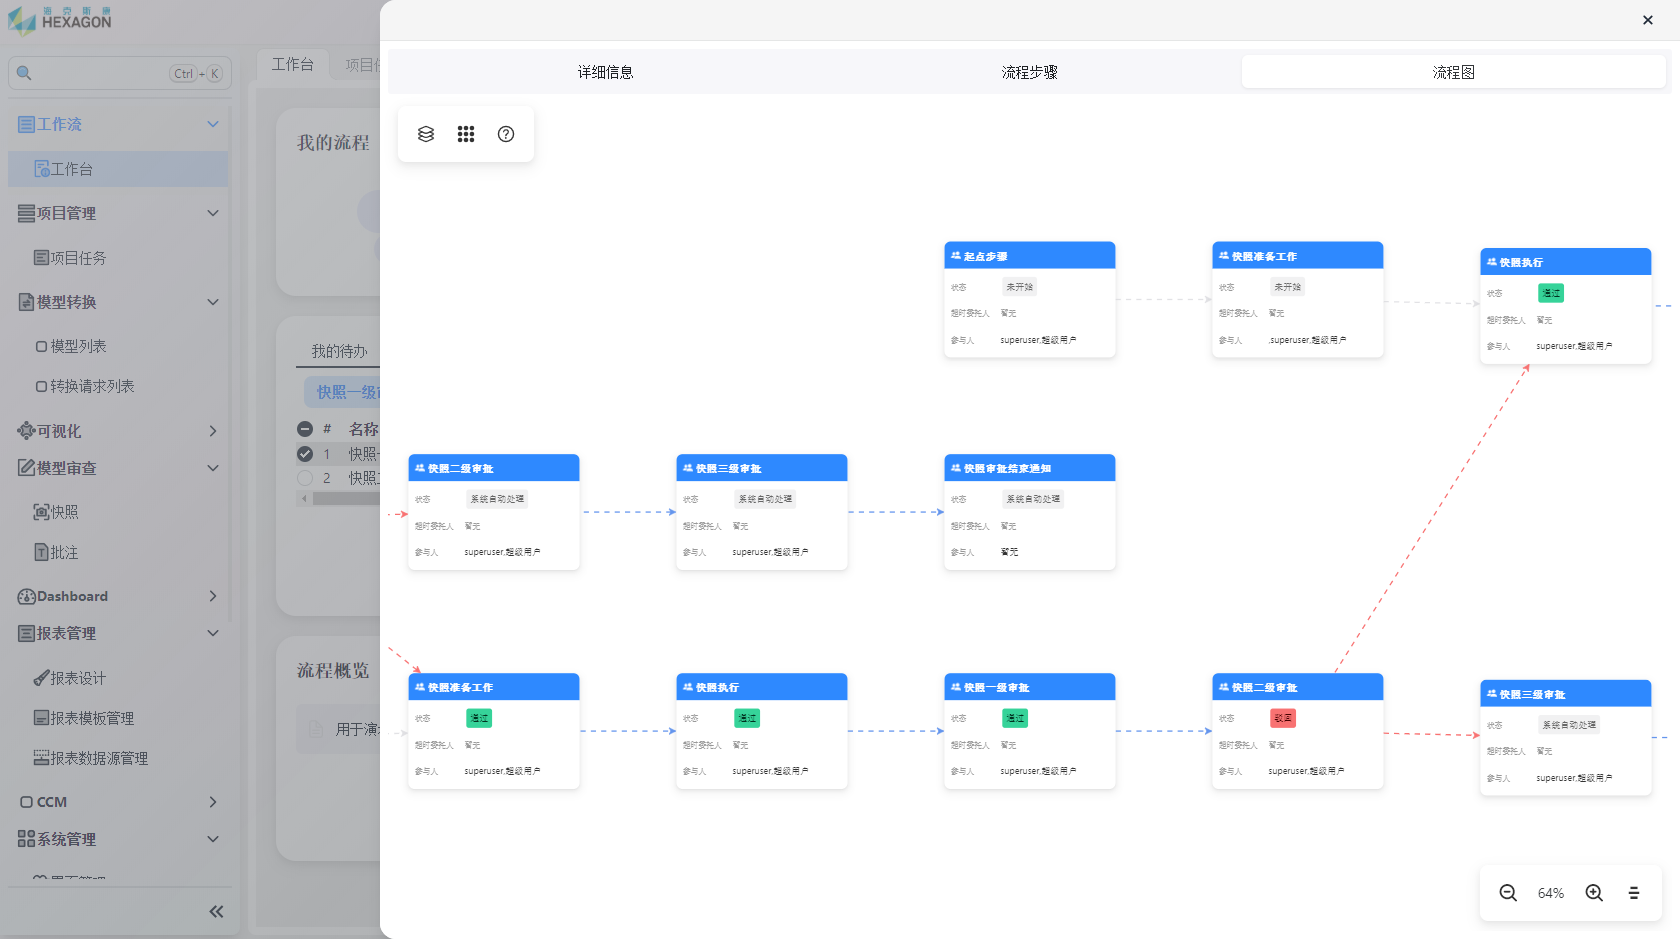 海克斯康
HEXAGON
Ctrl + K
工作流
工作台
项目管理
项目任务
模型转换
模型列表
转换请求列表
可视化
模型审查
快照
批注
Dashboard
报表管理
报表设计
报表模板管理
报表数据源管理
CCM
系统管理
工作台
我的流程
我的待办
快照一级
# 名称
1 快照
2 快照
流程概览
用于演
详细信息
流程步骤
流程图
起点步骤
状态 未开始
超时委托人 暂无
参与人 superuser,超级用户
快照准备工作
状态 未开始
超时委托人 暂无
参与人 ,superuser,超级用户
快照执行
状态 通过
超时委托人 暂无
参与人 superuser,超级用户
快照二级审批
状态 系统自动处理
超时委托人 暂无
参与人 superuser,超级用户
快照三级审批
状态 系统自动处理
超时委托人 暂无
参与人 superuser,超级用户
快照审批结束通知
状态 系统自动处理
超时委托人 暂无
参与人 暂无
快照准备工作
状态 通过
超时委托人 暂无
参与人 superuser,超级用户
快照执行
状态 通过
超时委托人 暂无
参与人 superuser,超级用户
快照一级审批
状态 通过
超时委托人 暂无
参与人 superuser,超级用户
快照二级审批
状态 驳回
超时委托人 暂无
参与人 superuser,超级用户
快照三级审批
状态 系统自动处理
超时委托人 暂无
参与人 superuser,超级用户
64%